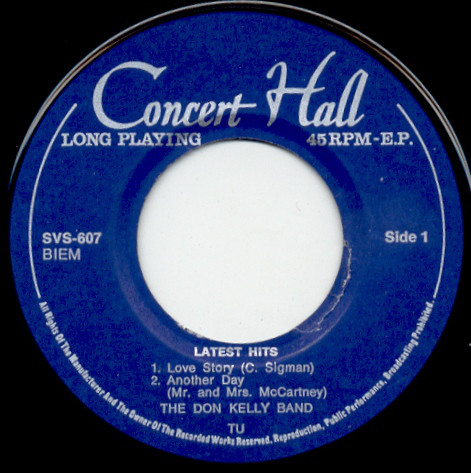 Concert Hall
LONG PLAYING 45 RPM-E.P.
SVS-607 Side 1
BIEM
LATEST HITS
1. Love Story (C. Sigman)
2. Another Day
(Mr. and Mrs. McCartney)
THE DON KELLY BAND
TU
All Rights Of The Manufacturer And The Owner Of The Recorded Works Reserved. Reproduction, Public Performance, Broadcasting Prohibited.